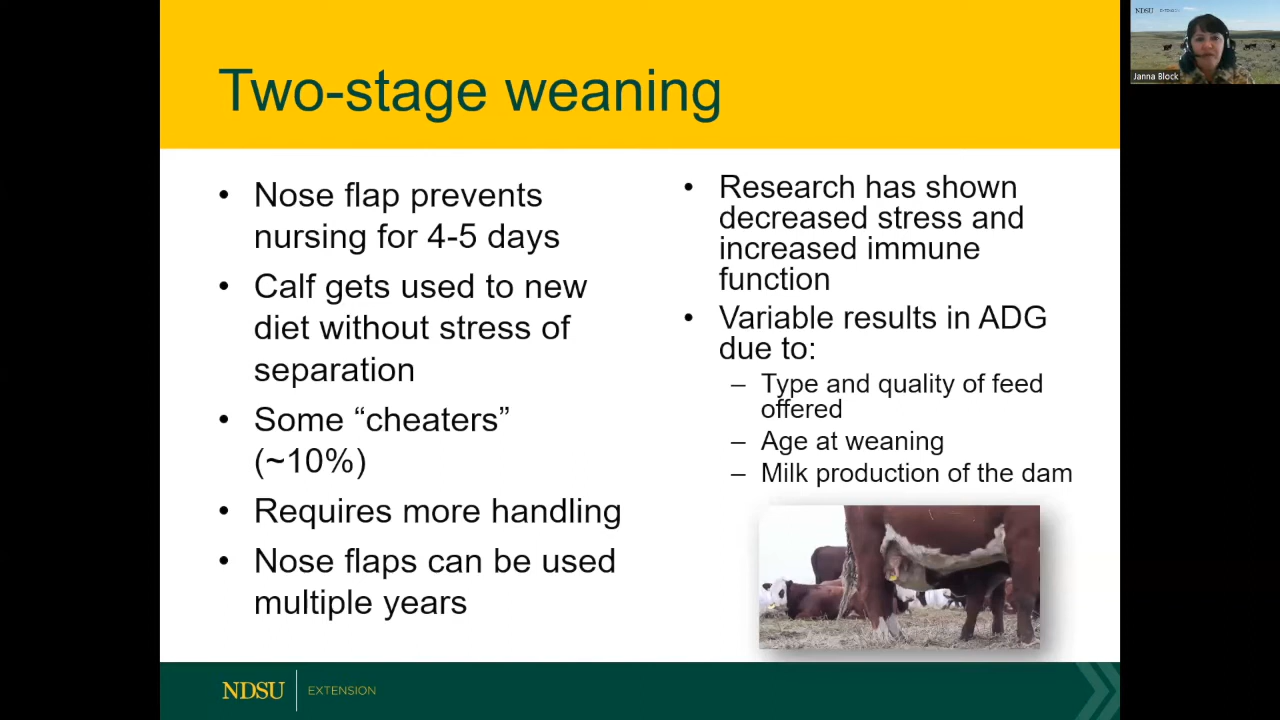 Two-stage weaning
• Nose flap prevents
nursing for 4-5 days
• Calf gets used to new
diet without stress of
separation
• Some “cheaters”
(~10%)
• Requires more handling
• Nose flaps can be used
multiple years
• Research has shown
decreased stress and
increased immune
function
• Variable results in ADG
due to:
– Type and quality of feed
offered
– Age at weaning
– Milk production of the dam
NDSU EXTENSION
NDSU EXTENSION
Janna Block